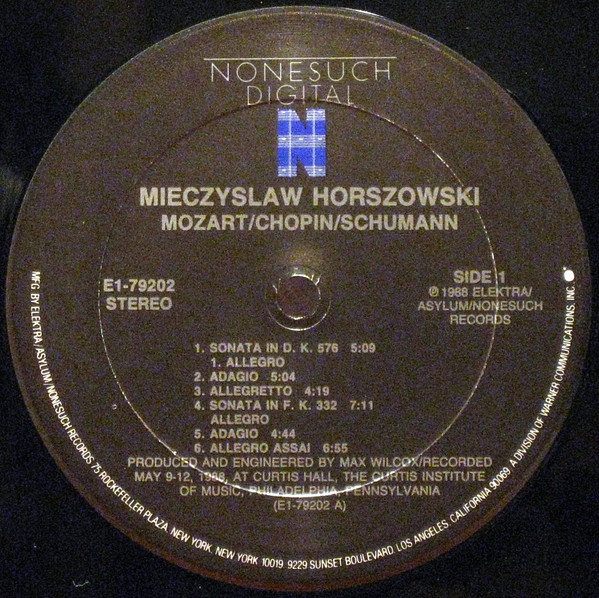 NONESUCH
DIGITAL
N
MIECZYSLAW HORSZOWSKI
MOZART/CHOPIN/SCHUMANN
E1-79202
STEREO
SIDE 1
℗ 1988 ELEKTRA/
ASYLUM/NONESUCH
RECORDS
1. SONATA IN D. K. 576 5:09
1. ALLEGRO
2. ADAGIO 5:04
3. ALLEGRETTO 4:19
4. SONATA IN F. K. 332 7:11
ALLEGRO
5. ADAGIO 4:44
6. ALLEGRO ASSAI 6:55
PRODUCED AND ENGINEERED BY MAX WILCOX/RECORDED
MAY 9-12, 1988, AT CURTIS HALL, THE CURTIS INSTITUTE
OF MUSIC, PHILADELPHIA, PENNSYLVANIA
(E1-79202 A)
MFG BY ELEKTRA/ASYLUM/NONESUCH RECORDS 75 ROCKEFELLER PLAZA, NEW YORK, NEW YORK 10019 9229 SUNSET BOULEVARD, LOS ANGELES, CALIFORNIA 90069 A DIVISION OF WARNER COMMUNICATIONS, INC.